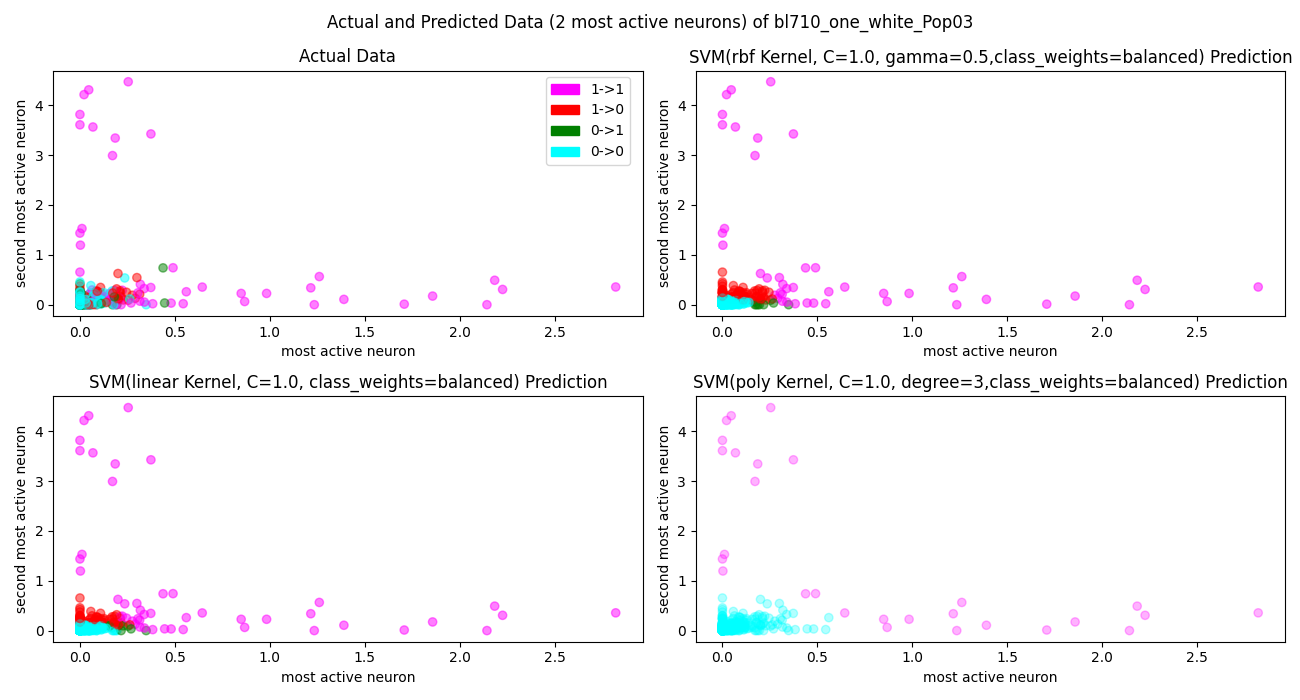 Actual and Predicted Data (2 most active neurons) of bl710_one_white_Pop03
Actual Data
second most active neuron
4
3
2
1
0
1->1
1->0
0->1
0->0
0.0 0.5 1.0 1.5 2.0 2.5
most active neuron
SVM(rbf Kernel, C=1.0, gamma=0.5,class_weights=balanced) Prediction
second most active neuron
4
3
2
1
0
0.0 0.5 1.0 1.5 2.0 2.5
most active neuron
SVM(linear Kernel, C=1.0, class_weights=balanced) Prediction
second most active neuron
4
3
2
1
0
0.0 0.5 1.0 1.5 2.0 2.5
most active neuron
SVM(poly Kernel, C=1.0, degree=3,class_weights=balanced) Prediction
second most active neuron
4
3
2
1
0
0.0 0.5 1.0 1.5 2.0 2.5
most active neuron